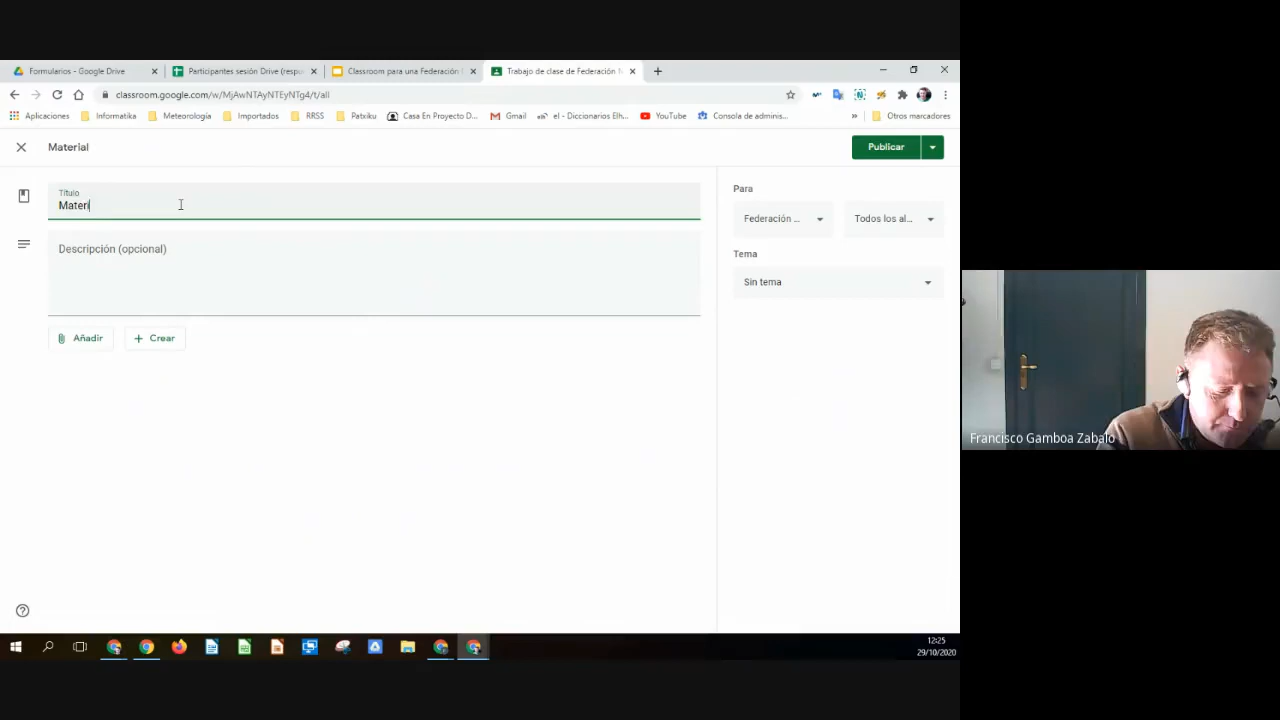 Formularios - Google Drive
Participantes sesión Drive (respu
Classroom para una Federación
Trabajo de clase de Federación
classroom.google.com/w/MjAwNTAyNTEyNTg4/t/all
Aplicaciones
Informatika
Meteorología
Importados
RRSS
Patxiku
Casa En Proyecto D...
Gmail
el - Diccionarios Elh...
YouTube
Consola de adminis...
»
Otros marcadores
Material
Publicar
Título
Materi
Descripción (opcional)
Añadir
Crear
Para
Federación ...
Todos los al...
Tema
Sin tema
Francisco Gamboa Zabalo
12:25
29/10/2020